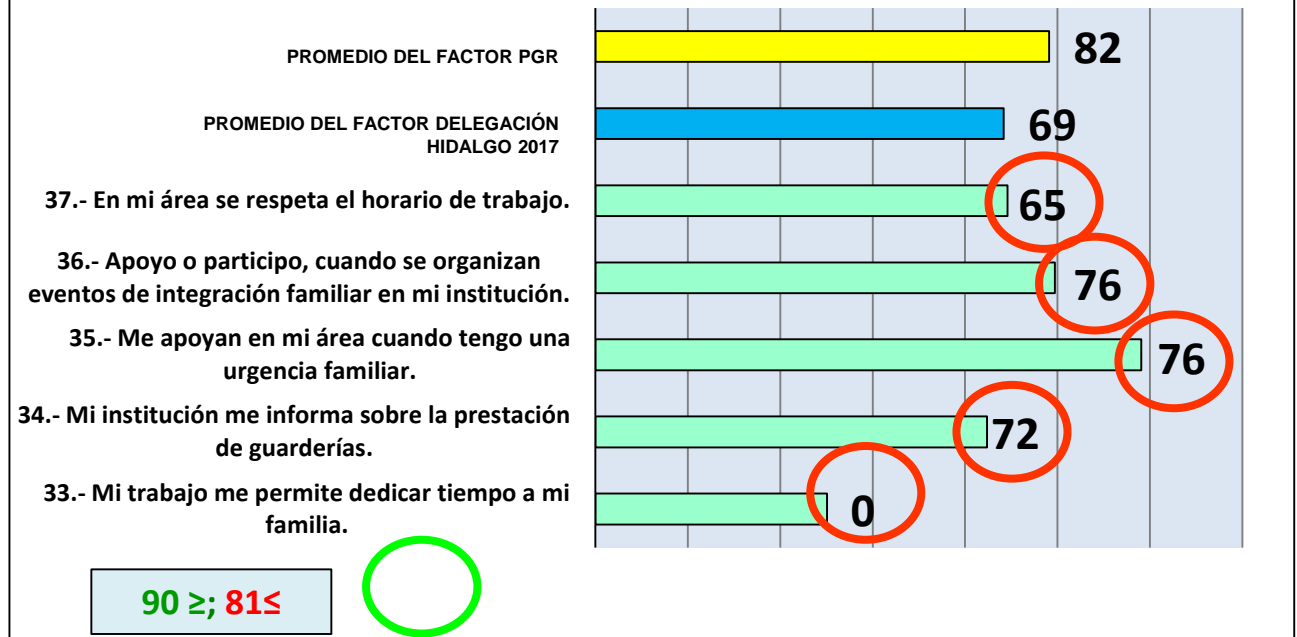 PROMEDIO DEL FACTOR PGR
82
PROMEDIO DEL FACTOR DELEGACIÓN
HIDALGO 2017
69
37.- En mi área se respeta el horario de trabajo.
65
36.- Apoyo o participo, cuando se organizan
eventos de integración familiar en mi institución.
76
35.- Me apoyan en mi área cuando tengo una
urgencia familiar.
76
34.- Mi institución me informa sobre la prestación
de guarderías.
72
33.- Mi trabajo me permite dedicar tiempo a mi
familia.
0
90 ≥; 81≤